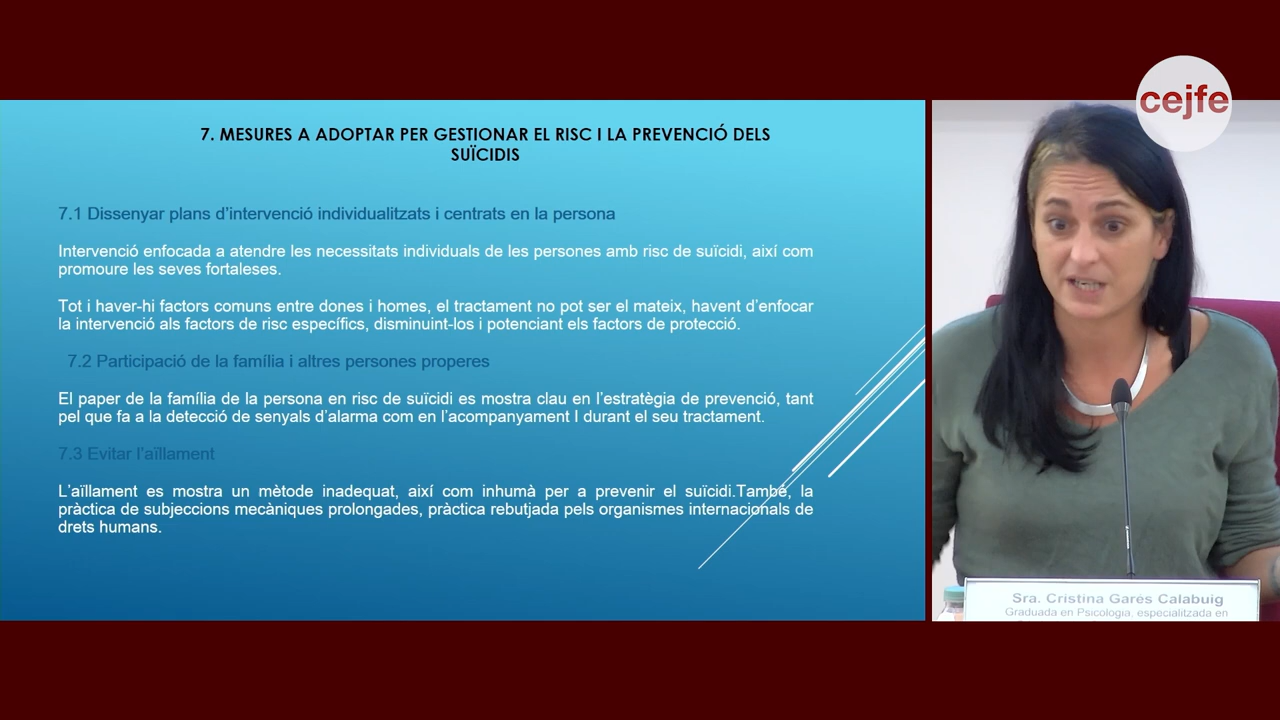 cejfe
7. MESURES A ADOPTAR PER GESTIONAR EL RISC I LA PREVENCIÓ DELS
SUÏCIDIS
7.1 Dissenyar plans d’intervenció individualitzats i centrats en la persona
Intervenció enfocada a atendre les necessitats individuals de les persones amb risc de suïcidi, així com
promoure les seves fortaleses.
Tot i haver-hi factors comuns entre dones i homes, el tractament no pot ser el mateix, havent d’enfocar
la intervenció als factors de risc específics, disminuint-los i potenciant els factors de protecció.
7.2 Participació de la família i altres persones properes
El paper de la família de la persona en risc de suïcidi es mostra clau en l’estratègia de prevenció, tant
pel que fa a la detecció de senyals d’alarma com en l’acompanyament I durant el seu tractament.
7.3 Evitar l’aïllament
L’aïllament es mostra un mètode inadequat, així com inhumà per a prevenir el suïcidi.També, la
pràctica de subjeccions mecàniques prolongades, pràctica rebutjada pels organismes internacionals de
drets humans.
Sra. Cristina Garés Calabuig
Graduada en Psicologia, especialitzada en